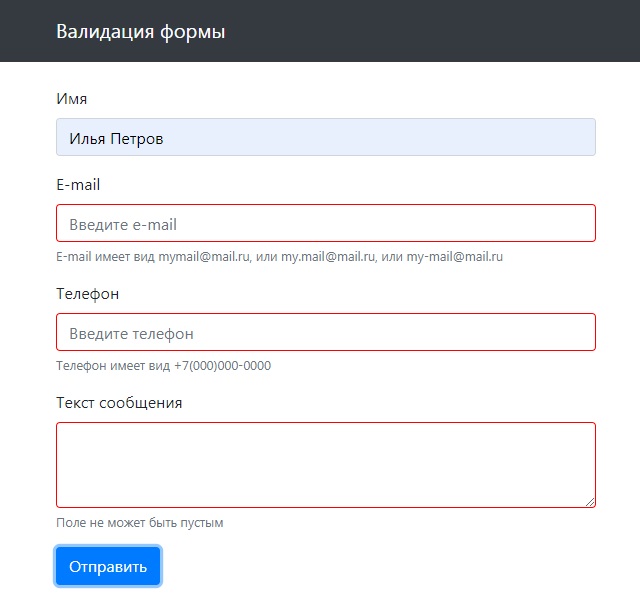 Валидация формы
Имя
Илья Петров
E-mail
Введите e-mail
E-mail имеет вид mymail@mail.ru, или my.mail@mail.ru, или my-mail@mail.ru
Телефон
Введите телефон
Телефон имеет вид +7(000)000-0000
Текст сообщения
Поле не может быть пустым
Отправить